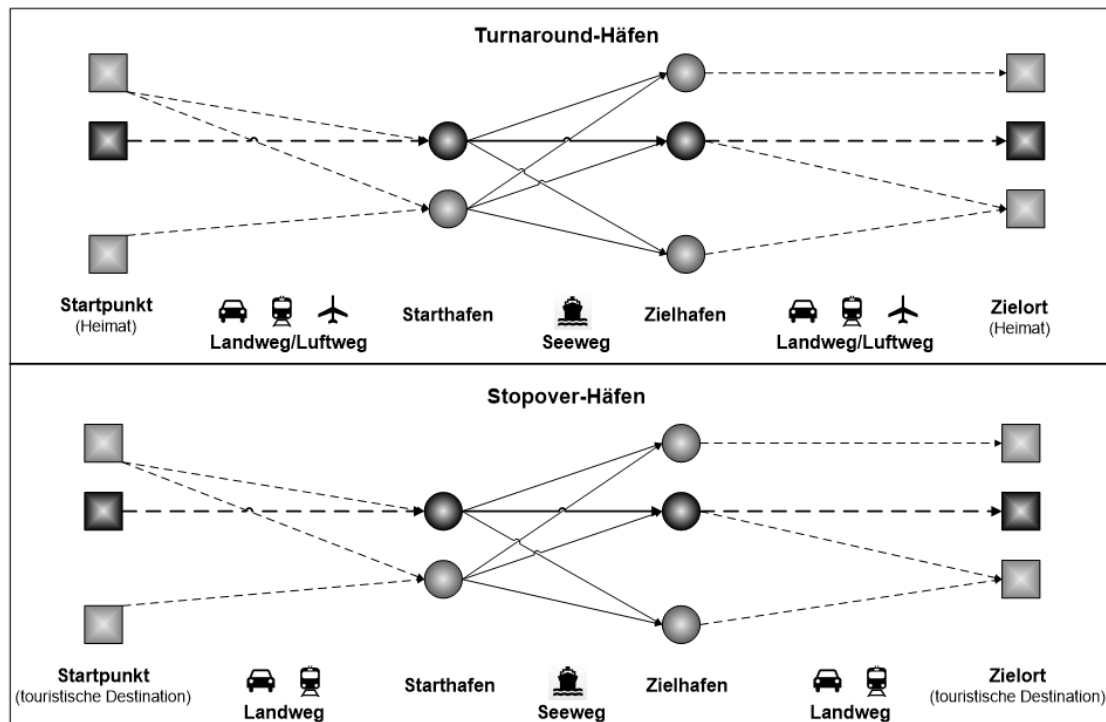 Turnaround-Häfen
Startpunkt
(Heimat)
Landweg/Luftweg
Starthafen
Seeweg
Zielhafen
Landweg/Luftweg
Zielort
(Heimat)
Stopover-Häfen
Startpunkt
(touristische Destination)
Landweg
Starthafen
Seeweg
Zielhafen
Landweg
Zielort
(touristische Destination)